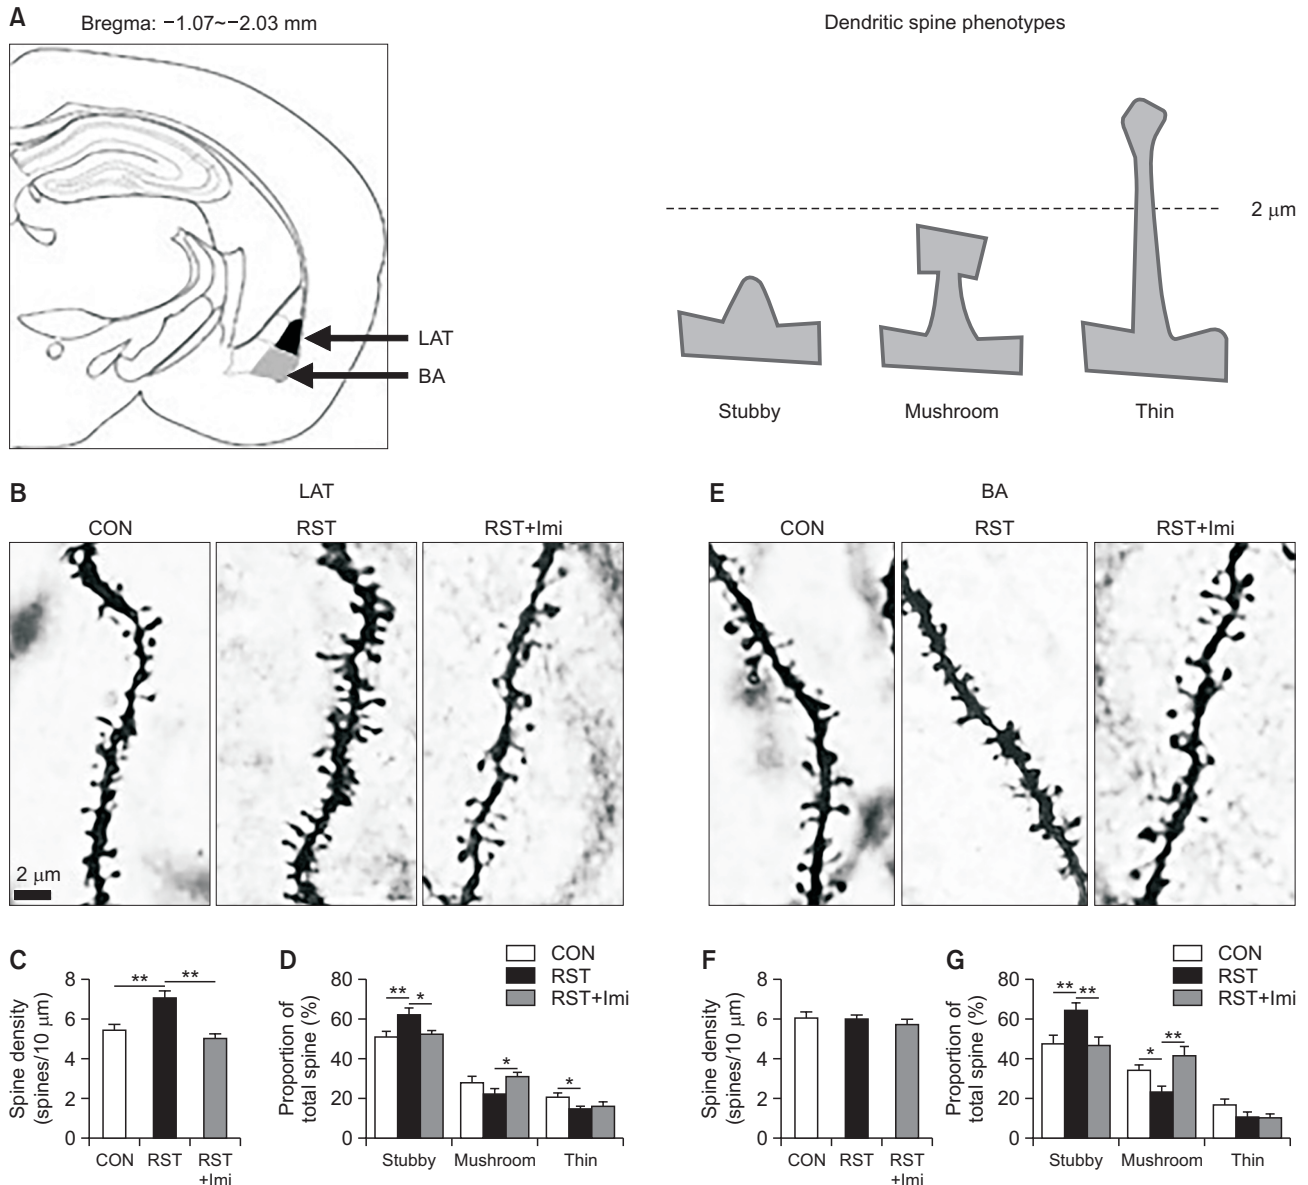 A
Bregma: −1.07~−2.03 mm
LAT
BA
Dendritic spine phenotypes
2 μm
Stubby
Mushroom
Thin
B
LAT
CON
RST
RST+Imi
2 μm
E
BA
CON
RST
RST+Imi
C
Spine density
(spines/10 μm)
8
6
4
2
0
**
**
CON
RST
RST
+Imi
D
CON
RST
RST+Imi
Proportion of
total spine (%)
80
60
40
20
0
**
*
*
*
Stubby
Mushroom
Thin
F
Spine density
(spines/10 μm)
8
6
4
2
0
CON
RST
RST
+Imi
G
CON
RST
RST+Imi
Proportion of
total spine (%)
80
60
40
20
0
**
**
*
**
Stubby
Mushroom
Thin